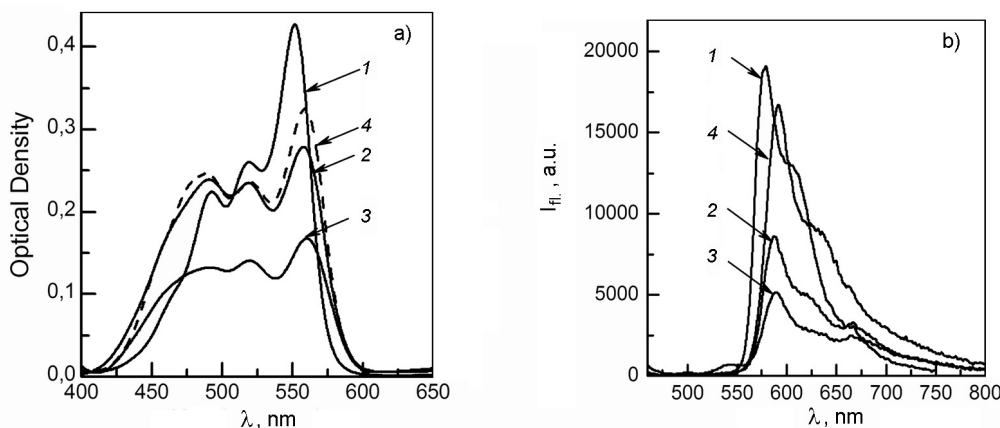 a)
0,4
0,3
0,2
0,1
0,0
Optical Density
1
4
2
3
400 450 500 550 600 650
λ, nm
b)
20000
15000
10000
5000
0
I fl. , a.u.
1
4
2
3
500 550 600 650 700 750 800
λ, nm